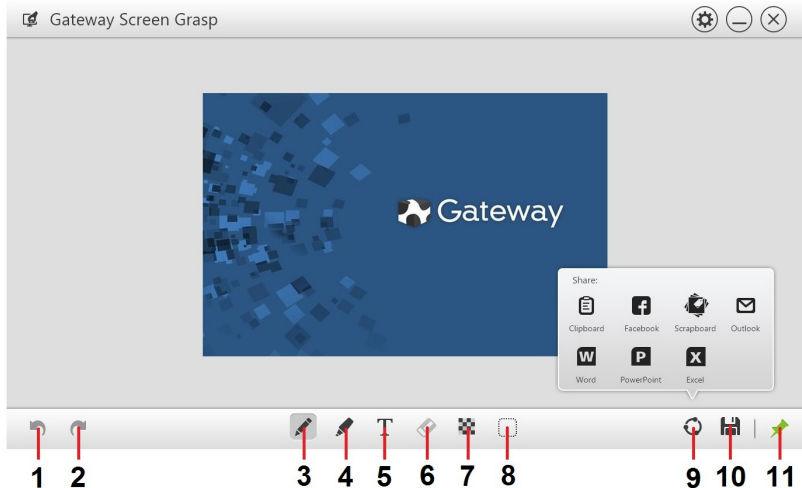 Gateway Screen Grasp
Gateway
Share:
Clipboard Facebook Scrapboard Outlook
W P X
Word PowerPoint Excel
T
1 2 3 4 5 6 7 8 9 10 11